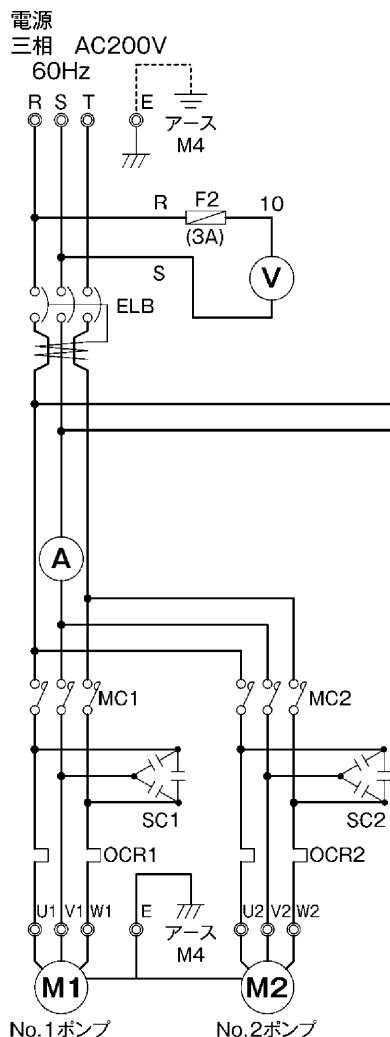 電源
三相 AC200V
60Hz
R S T E
アース
M4
R F2 10
(3A)
S
V
ELB
A
MC1 MC2
SC1 SC2
OCR1 OCR2
U1 V1 W1 E U2 V2 W2
アース
M4
M1 M2
No.1ポンプ No.2ポンプ